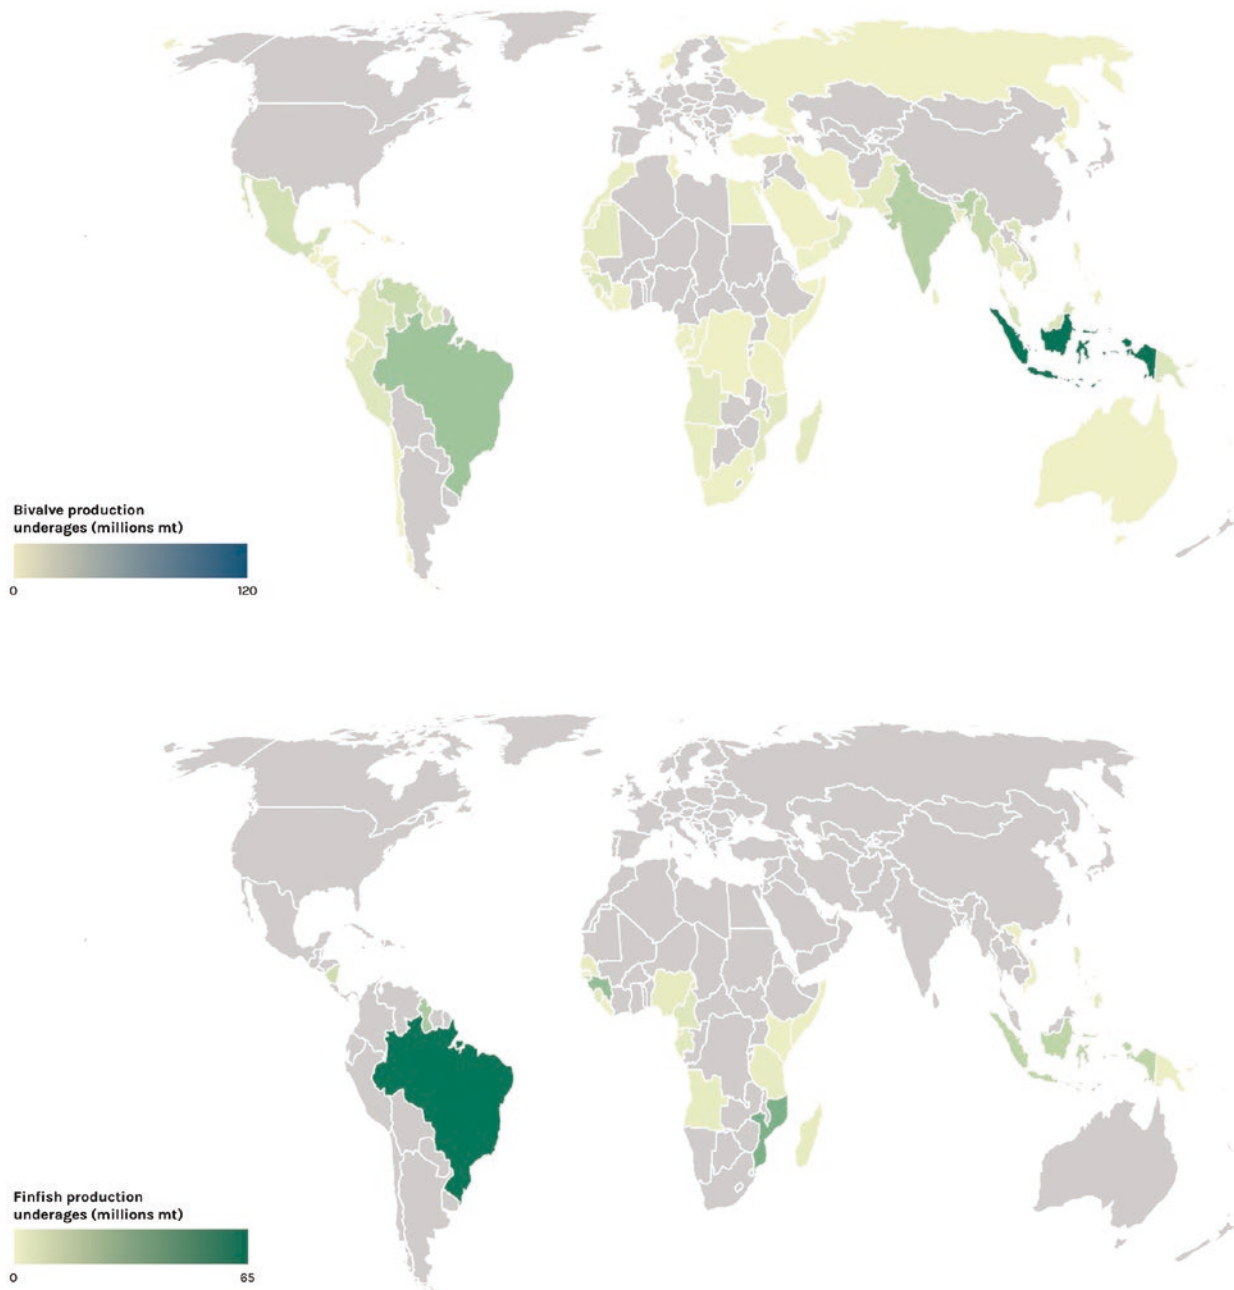 Bivalve production
underages (millions mt)
0 120
Finfish production
underages (millions mt)
0 65